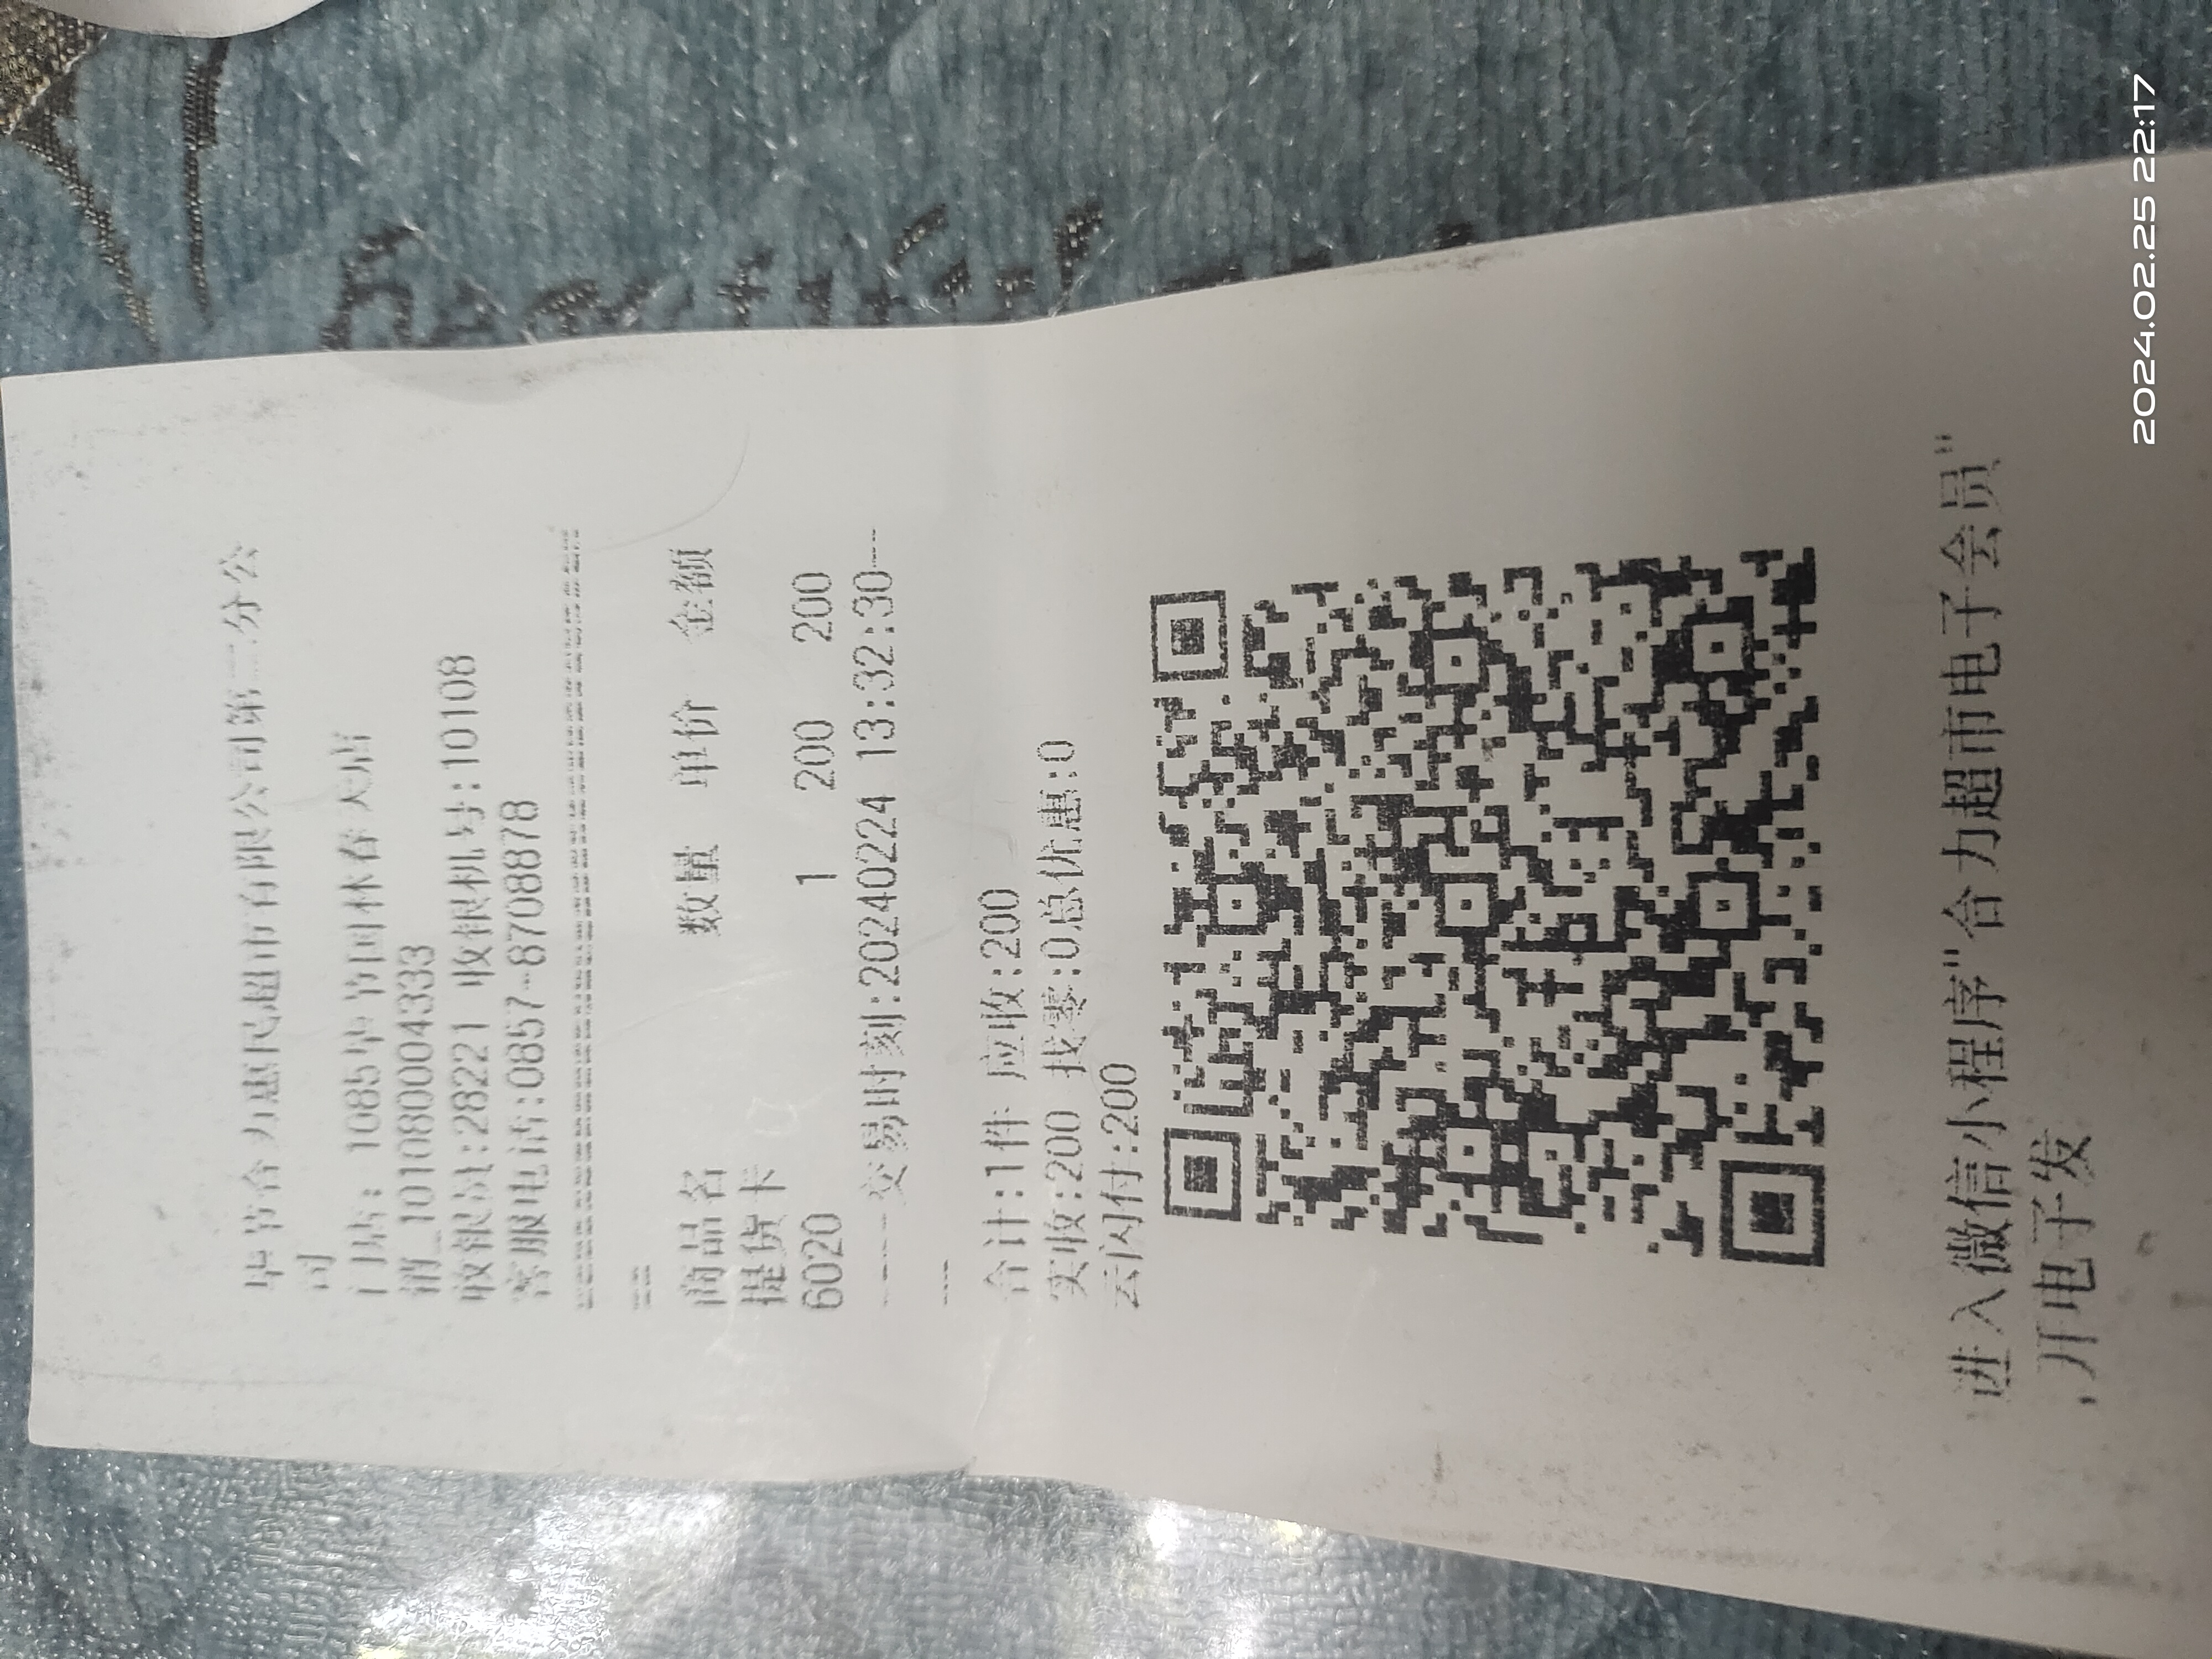 毕节合力惠民超市有限公司第二分公
司
门店: 1085毕节园林春天店
销_1010800004333
收银员:28221 收银机号:10108
客服电话:0857-8708878
商品名 数量 单价 金额
提货卡
6020 1 200 200
----交易时刻:20240224 13:32:30---
---
合计:1件 应收:200
实收:200 找零:0总优惠:0
云闪付:200
进入微信小程序"合力超市电子会员"
,开电子发
2024.02.25 22:17